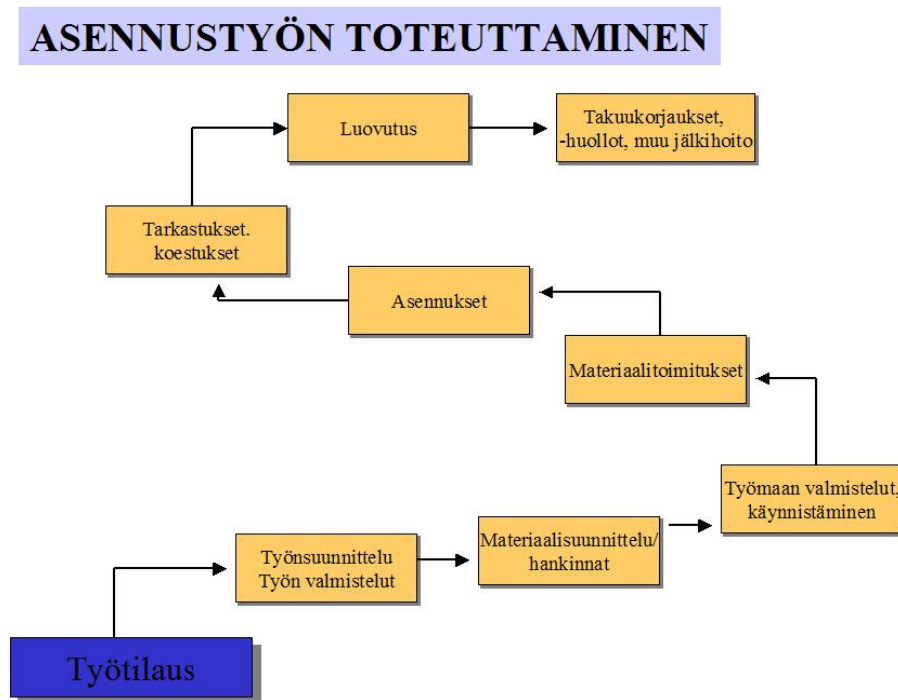 ASENNUSTYÖN TOTEUTTAMINEN
Luovutus
Takuukorjaukset,
-huollot, muu jälkihoito
Tarkastukset.
koestukset
Asennukset
Materiaalitoimitukset
Työmaan valmistelut,
käynnistäminen
Materiaalisuunnittelu/
hankinnat
Työnsuunnittelu
Työn valmistelut
Työtilaus